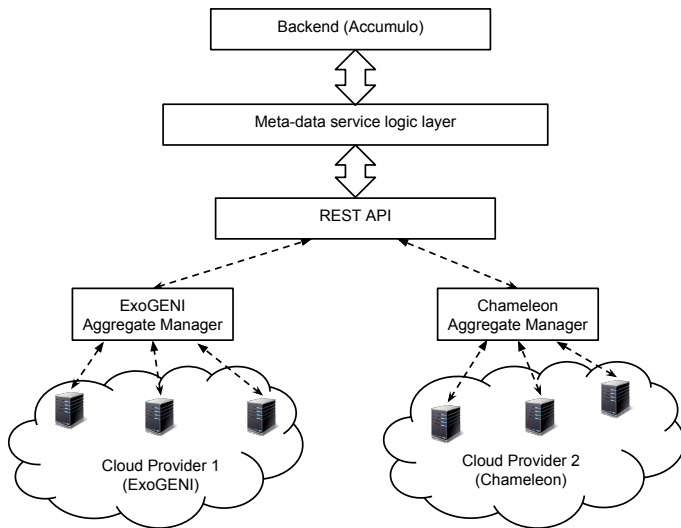 Backend (Accumulo)
Meta-data service logic layer
REST API
ExoGENI
Aggregate Manager
Chameleon
Aggregate Manager
Cloud Provider 1
(ExoGENI)
Cloud Provider 2
(Chameleon)